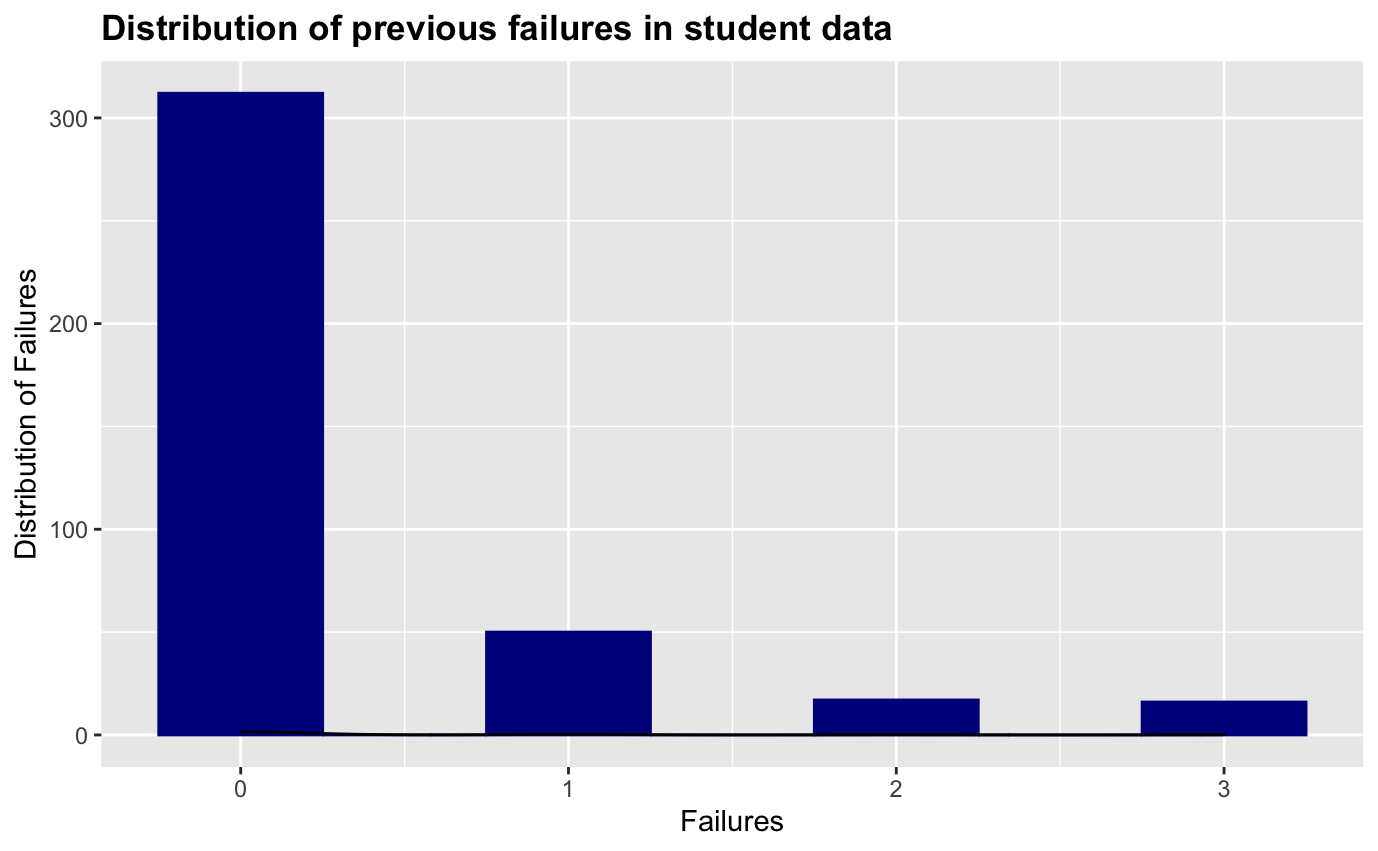 Distribution of previous failures in student data
Distribution of Failures
300
200
100
0
0 1 2 3
Failures